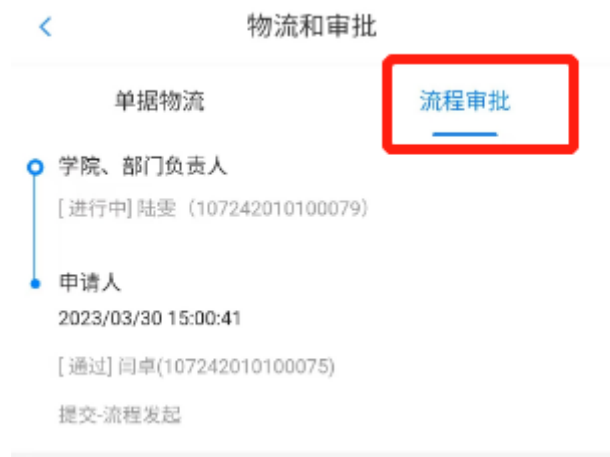 物流和审批
单据物流
流程审批
学院、部门负责人
[ 进行中] 陆雯（107242010100079）
申请人
2023/03/30 15:00:41
[ 通过] 闫卓(107242010100075)
提交-流程发起